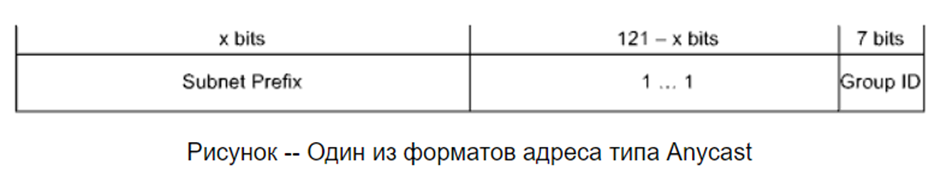 x bits 121 – x bits 7 bits
Subnet Prefix 1 ... 1 Group ID
Рисунок -- Один из форматов адреса типа Anycast